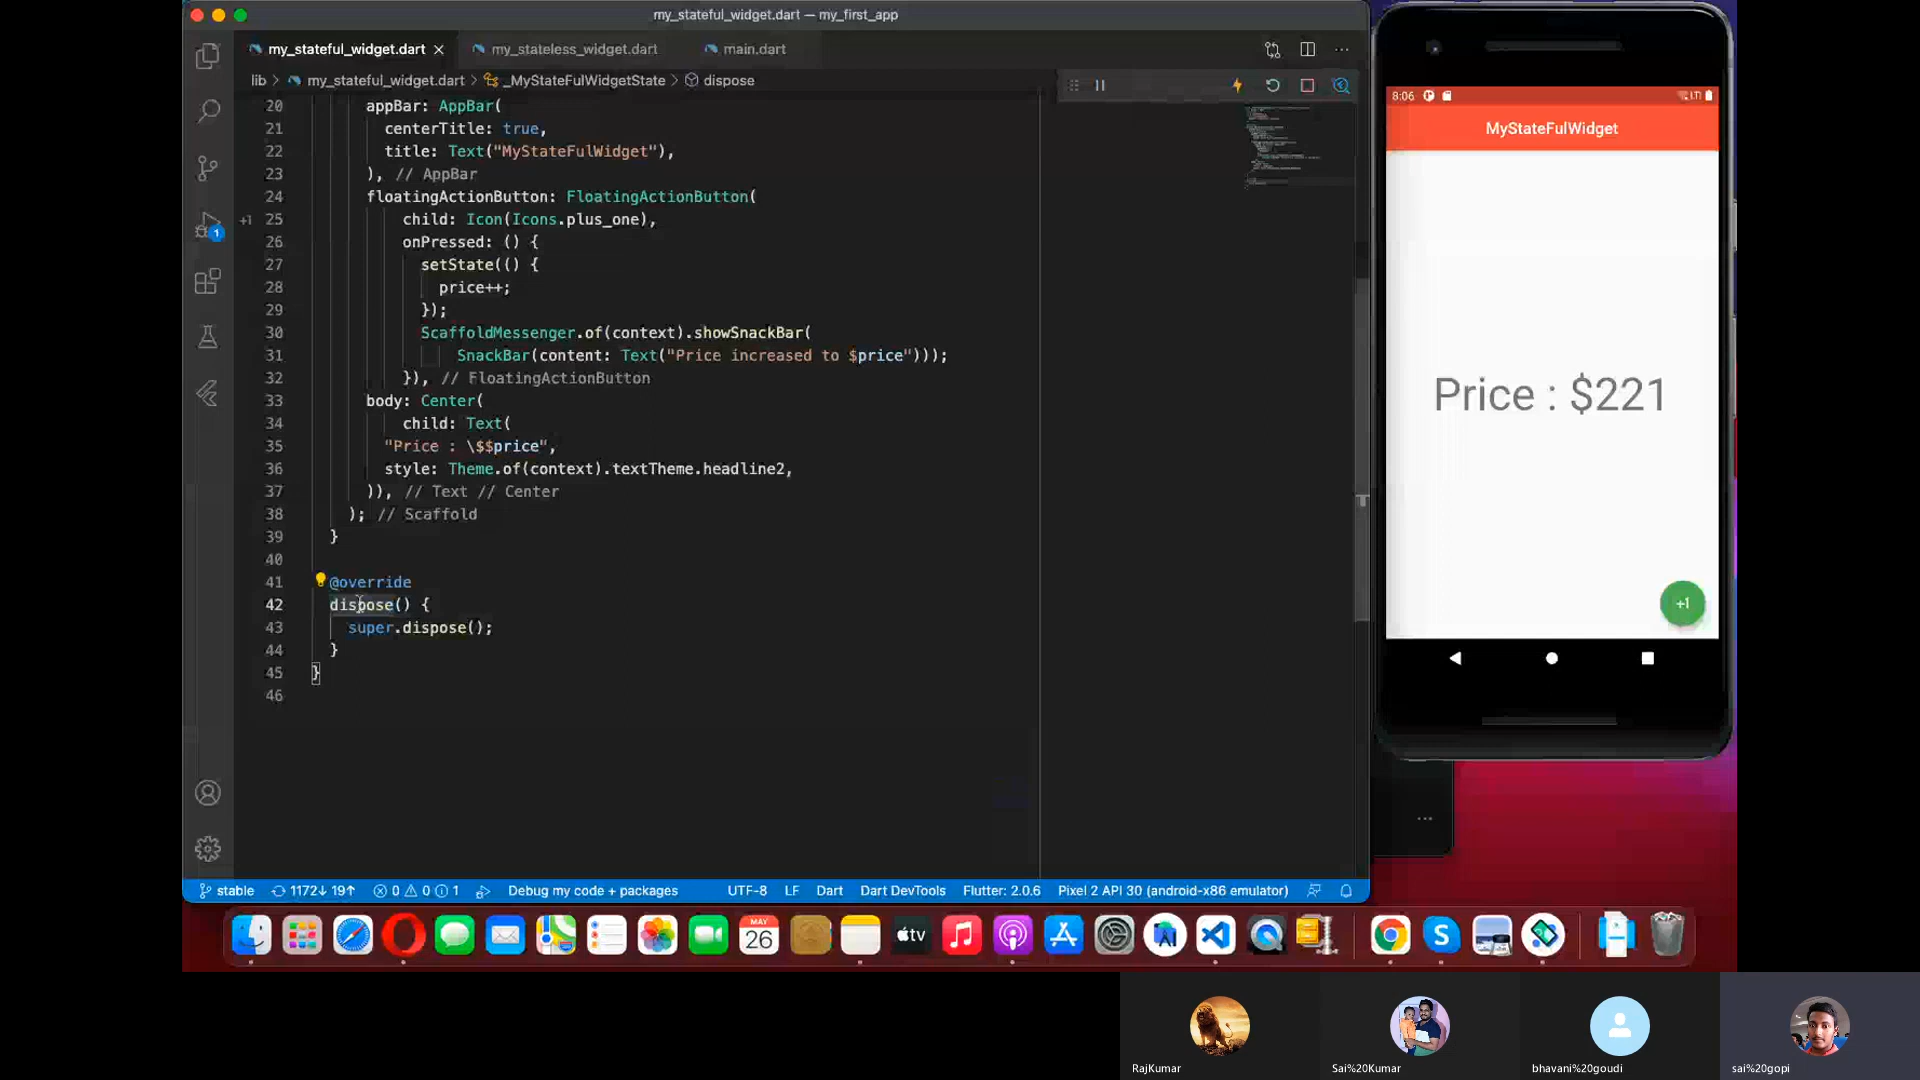 my_stateful_widget.dart — my_first_app
my_stateful_widget.dart
my_stateless_widget.dart
main.dart
lib > my_stateful_widget.dart > _MyStateFulWidgetState > dispose
20 appBar: AppBar(
21 centerTitle: true,
22 title: Text("MyStateFulWidget"),
23 ), // AppBar
24 floatingActionButton: FloatingActionButton(
+1 25 child: Icon(Icons.plus_one),
26 onPressed: () {
27 setState(() {
28 price++;
29 });
30 ScaffoldMessenger.of(context).showSnackBar(
31 SnackBar(content: Text("Price increased to $price")));
32 }), // FloatingActionButton
33 body: Center(
34 child: Text(
35 "Price : \$$price",
36 style: Theme.of(context).textTheme.headline2,
37 )), // Text // Center
38 ); // Scaffold
39 }
40
41 @override
42 dispose() {
43 super.dispose();
44 }
45 }
46
1
8:06
MyStateFulWidget
Price : $221
+1
stable 1172↓ 19↑ 0 0 1 Debug my code + packages UTF-8 LF Dart Dart DevTools Flutter: 2.0.6 Pixel 2 API 30 (android-x86 emulator)
MAY
26
tv
S
RajKumar
Sai%20Kumar
bhavani%20goudi
sai%20gopi